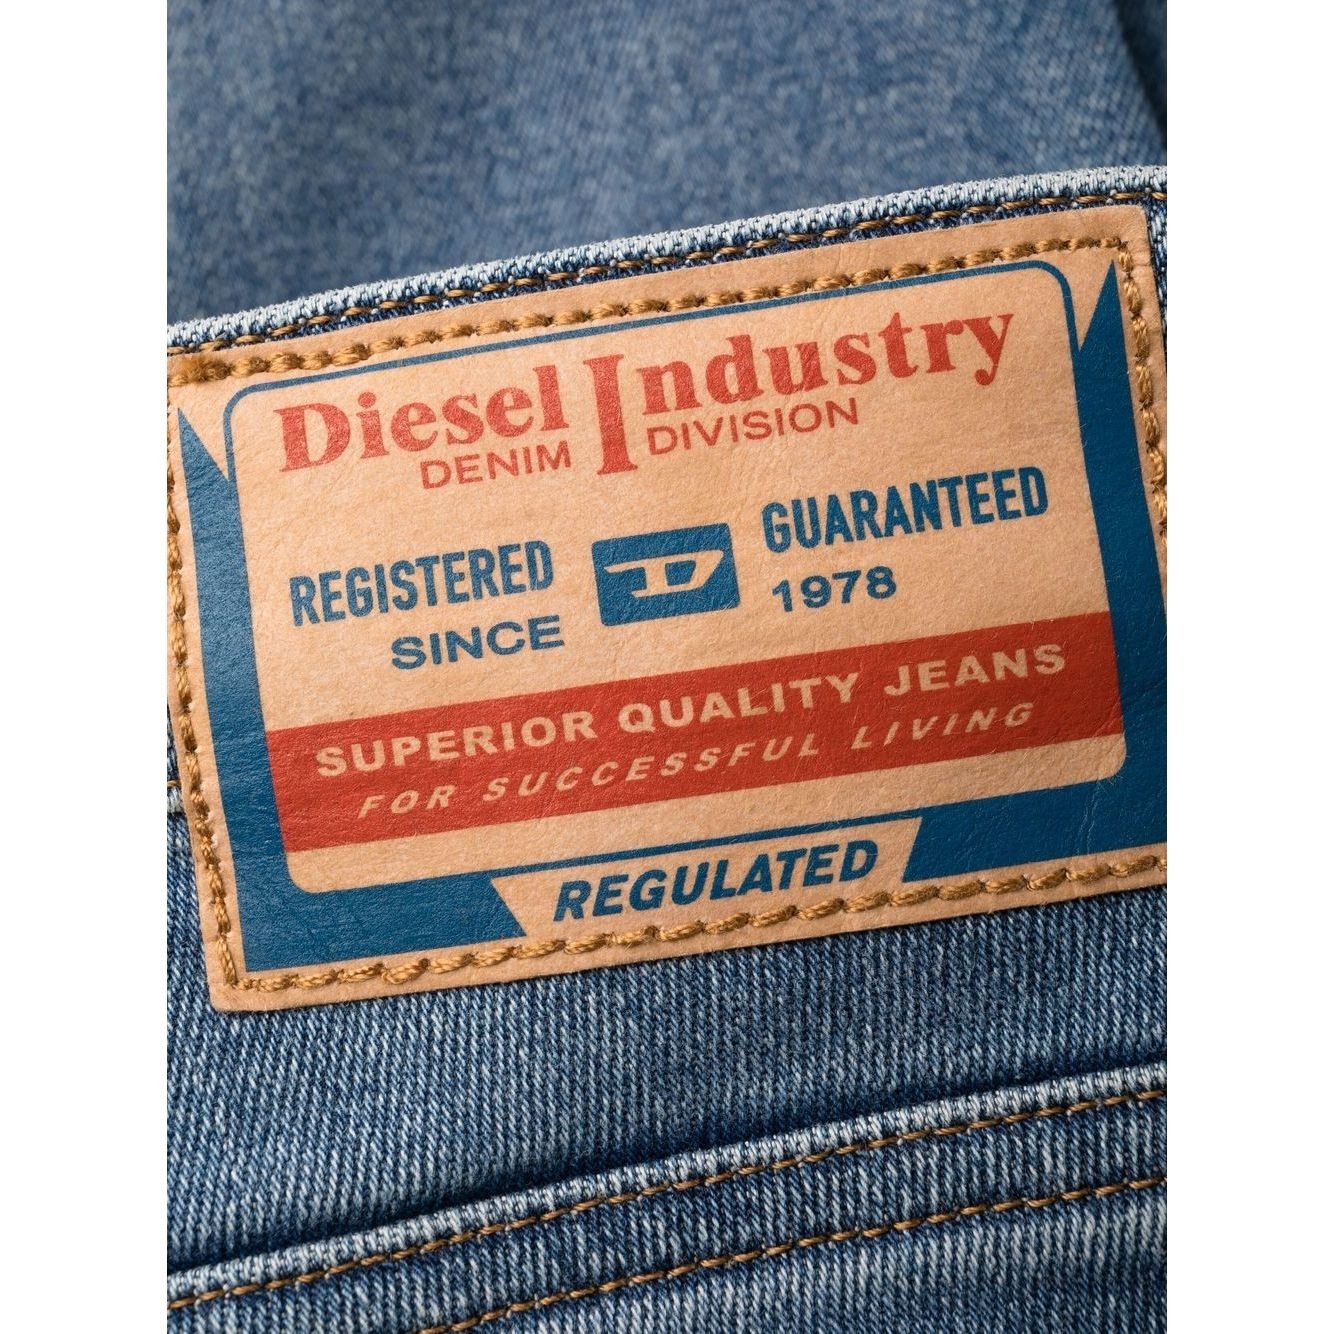 Diesel Industry
DENIM DIVISION
REGISTERED D GUARANTEED
SINCE 1978
SUPERIOR QUALITY JEANS
FOR SUCCESSFUL LIVING
REGULATED